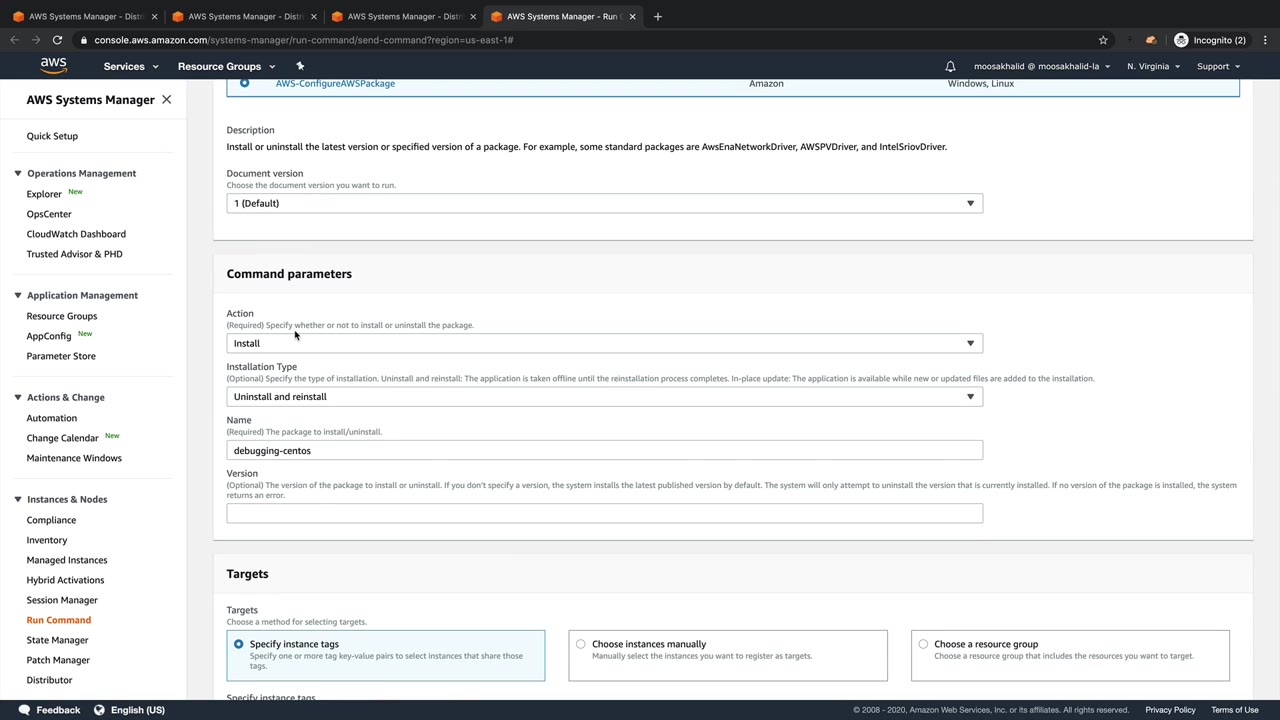 AWS Systems Manager - Distri
AWS Systems Manager - Distri
AWS Systems Manager - Distri
AWS Systems Manager - Run C
console.aws.amazon.com/systems-manager/run-command/send-command?region=us-east-1#
Incognito (2)
aws
Services
Resource Groups
moosakhalid @ moosakhalid-la
N. Virginia
Support
AWS Systems Manager
Quick Setup
Operations Management
Explorer New
OpsCenter
CloudWatch Dashboard
Trusted Advisor & PHD
Application Management
Resource Groups
AppConfig New
Parameter Store
Actions & Change
Automation
Change Calendar New
Maintenance Windows
Instances & Nodes
Compliance
Inventory
Managed Instances
Hybrid Activations
Session Manager
Run Command
State Manager
Patch Manager
Distributor
AWS-ConfigureAWSPackage
Amazon
Windows, Linux
Description
Install or uninstall the latest version or specified version of a package. For example, some standard packages are AwsEnaNetworkDriver, AWSPVDriver, and IntelSriovDriver.
Document version
Choose the document version you want to run.
1 (Default)
Command parameters
Action
(Required) Specify whether or not to install or uninstall the package.
Install
Installation Type
(Optional) Specify the type of installation. Uninstall and reinstall: The application is taken offline until the reinstallation process completes. In-place update: The application is available while new or updated files are added to the installation.
Uninstall and reinstall
Name
(Required) The package to install/uninstall.
debugging-centos
Version
(Optional) The version of the package to install or uninstall. If you don't specify a version, the system installs the latest published version by default. The system will only attempt to uninstall the version that is currently installed. If no version of the package is installed, the system
returns an error.
Targets
Targets
Choose a method for selecting targets.
Specify instance tags
Specify one or more tag key-value pairs to select instances that share those
tags.
Choose instances manually
Manually select the instances you want to register as targets.
Choose a resource group
Choose a resource group that includes the resources you want to target.
Specify instance tags
Feedback
English (US)
© 2008 - 2020, Amazon Web Services, Inc. or its affiliates. All rights reserved.
Privacy Policy
Terms of Use